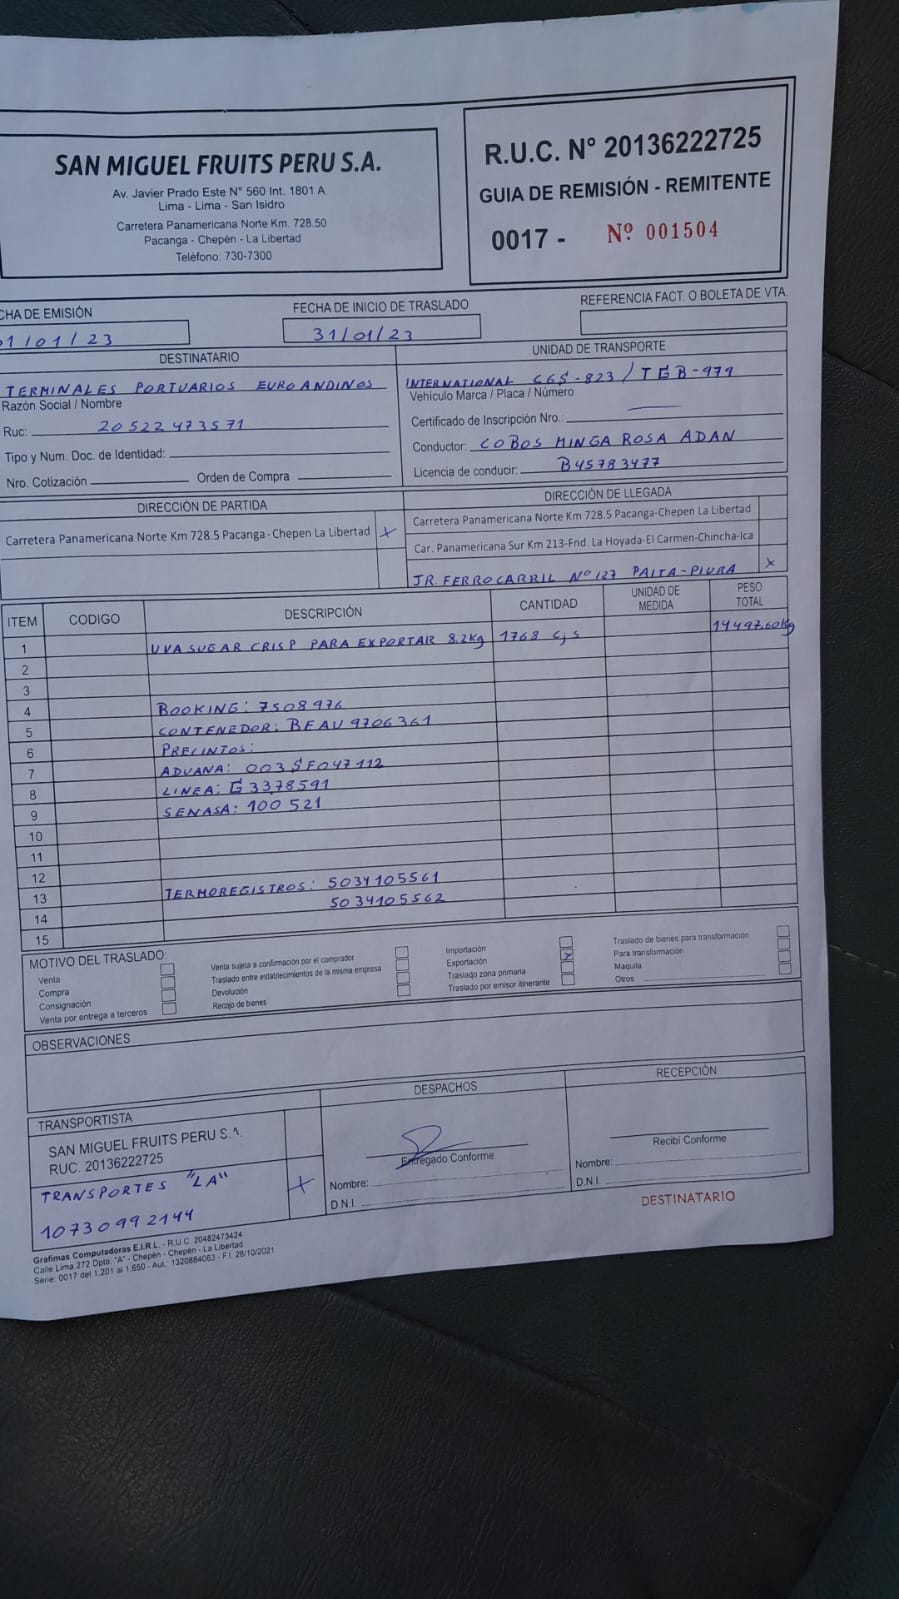 SAN MIGUEL FRUITS PERU S.A.
Av. Javier Prado Este N° 560 Int. 1801 A
Lima - Lima - San Isidro
Carretera Panamericana Norte Km. 728.50
Pacanga - Chepèn - La Libertad
Teléfono: 730-7300
R.U.C. N° 20136222725
GUIA DE REMISIÓN - REMITENTE
0017 - Nº 001504
CHA DE EMISIÓN
1/01/23
FECHA DE INICIO DE TRASLADO
31/01/23
REFERENCIA FACT. O BOLETA DE VTA.
DESTINATARIO
TERMINALES PORTUARIOS EUROANDINOS
Razón Social / Nombre
Ruc: 20522473571
Tipo y Num. Doc. de Identidad:
Nro. Cotización Orden de Compra
UNIDAD DE TRANSPORTE
INTERNATIONAL / TGB-979
Vehículo Marca / Placa / Número
Certificado de Inscripción Nro.:
Conductor: COBOS MINGA ROSA ADAN
Licencia de conducir: B45783477
DIRECCIÓN DE PARTIDA
Carretera Panamericana Norte Km 728.5 Pacanga-Chepen La Libertad X
DIRECCIÓN DE LLEGADA
Carretera Panamericana Norte Km 728.5 Pacanga-Chepen La Libertad
Car. Panamericana Sur Km 213-Fnd. La Hoyada-El Carmen-Chincha-Ica
JR. FERROCARRIL Nº 127 PAITA-PIURA X
ITEM CODIGO DESCRIPCIÓN CANTIDAD UNIDAD DE MEDIDA PESO TOTAL
1 UVA SUGAR CRISP PARA EXPORTAR 8.2kg 1768 cjs 14497.60kg
2
3
4 BOOKING: 7508976
5 CONTENEDOR: BEAU 9706361
6 PRECINTOS:
7 ADUANA: 003SF047112
8 LINEA: G3378591
9 SENASA: 100521
10
11
12
13 TERMOREGISTROS: 5034105561
14 5034105562
15
MOTIVO DEL TRASLADO:
Venta
Compra
Consignación
Venta por entrega a terceros
Venta sujeta a confirmación por el comprador
Traslado entre establecimientos de la misma empresa
Devolución
Recojo de bienes
Importación
Exportación X
Traslado zona primaria
Traslado por emisor itinerante
Traslado de bienes para transformación
Para transformación
Maquila
Otros
OBSERVACIONES
TRANSPORTISTA
SAN MIGUEL FRUITS PERU S.A.
RUC. 20136222725
TRANSPORTES "LA" X
10730992144
DESPACHOS
Entregado Conforme
Nombre:
D.N.I.
RECEPCIÓN
Recibi Conforme
Nombre:
D.N.I.
DESTINATARIO
Grafimas Computadoras E.I.R.L. - R.U.C. 20482473424
Calle Lima 272 Dpto. "A" - Chepén - Chepén - La Libertad
Serie: 0017 del 1,201 al 1,650 - Aut.: 1320864063 - F.I. 28/10/2021